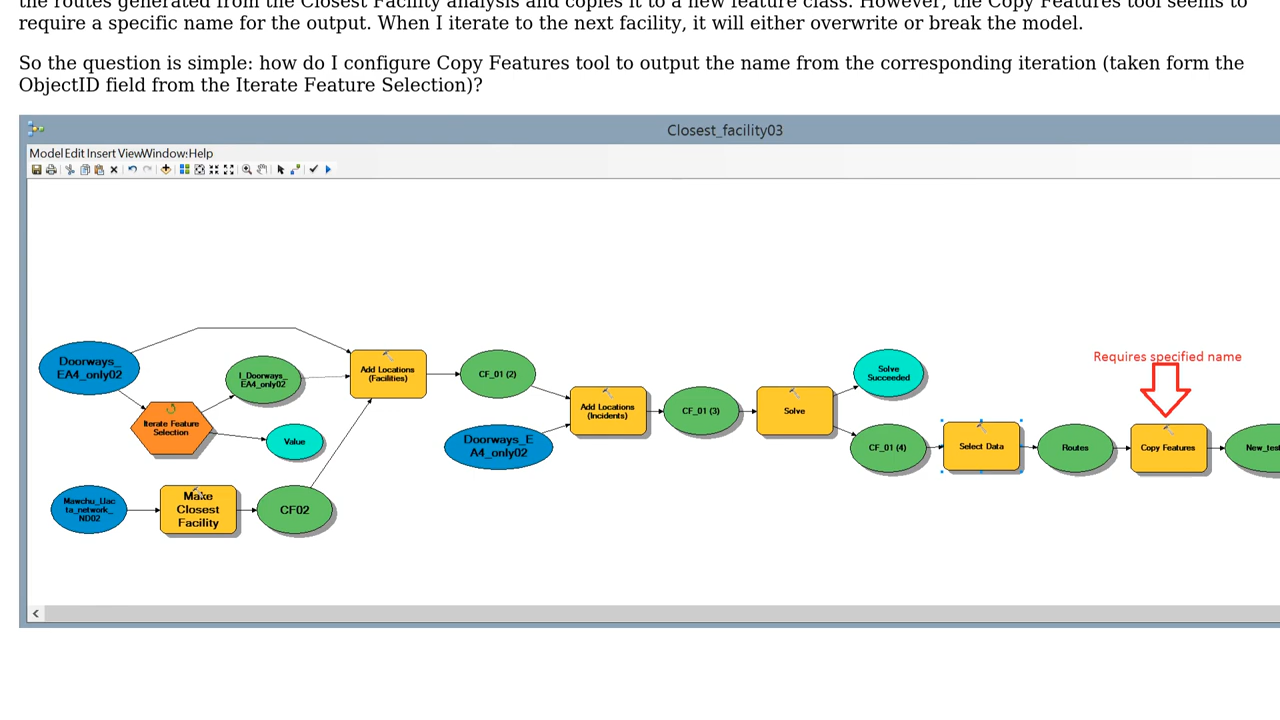 the routes generated from the Closest Facility analysis and copies it to a new feature class. However, the Copy Features tool seems to
require a specific name for the output. When I iterate to the next facility, it will either overwrite or break the model.
So the question is simple: how do I configure Copy Features tool to output the name from the corresponding iteration (taken form the
ObjectID field from the Iterate Feature Selection)?
Closest_facility03
Model Edit Insert View Windows Help
Requires specified name
Doorways_
EA4_only02
I_Doorways_
EA4_only02
Add Locations
(Facilities)
CF_01 (2)
Solve
Succeeded
Iterate Feature
Selection
Value
Add Locations
(Incidents)
CF_01 (3)
Solve
Doorways_E
A4_only02
CF_01 (4)
Select Data
Routes
Copy Features
Mawchu_Llac
ta_network_
ND02
Make
Closest
Facility
CF02